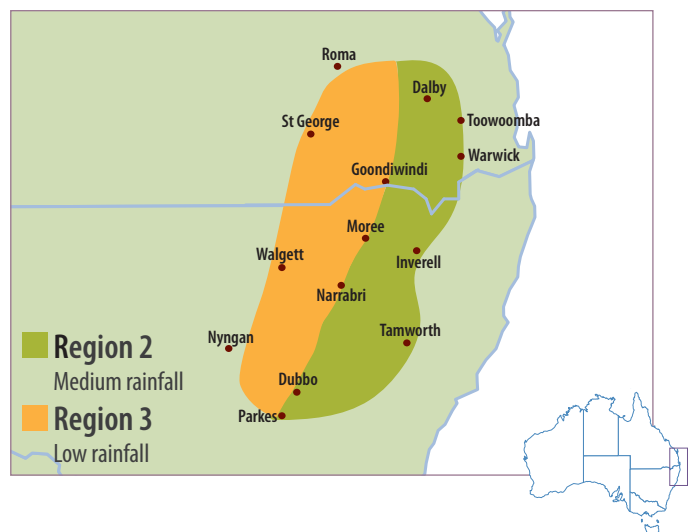 Roma
Dalby
St George
Toowoomba
Warwick
Goondiwindi
Moree
Walgett
Inverell
Narrabri
Nyngan
Tamworth
Dubbo
Parkes
Region 2
Medium rainfall
Region 3
Low rainfall